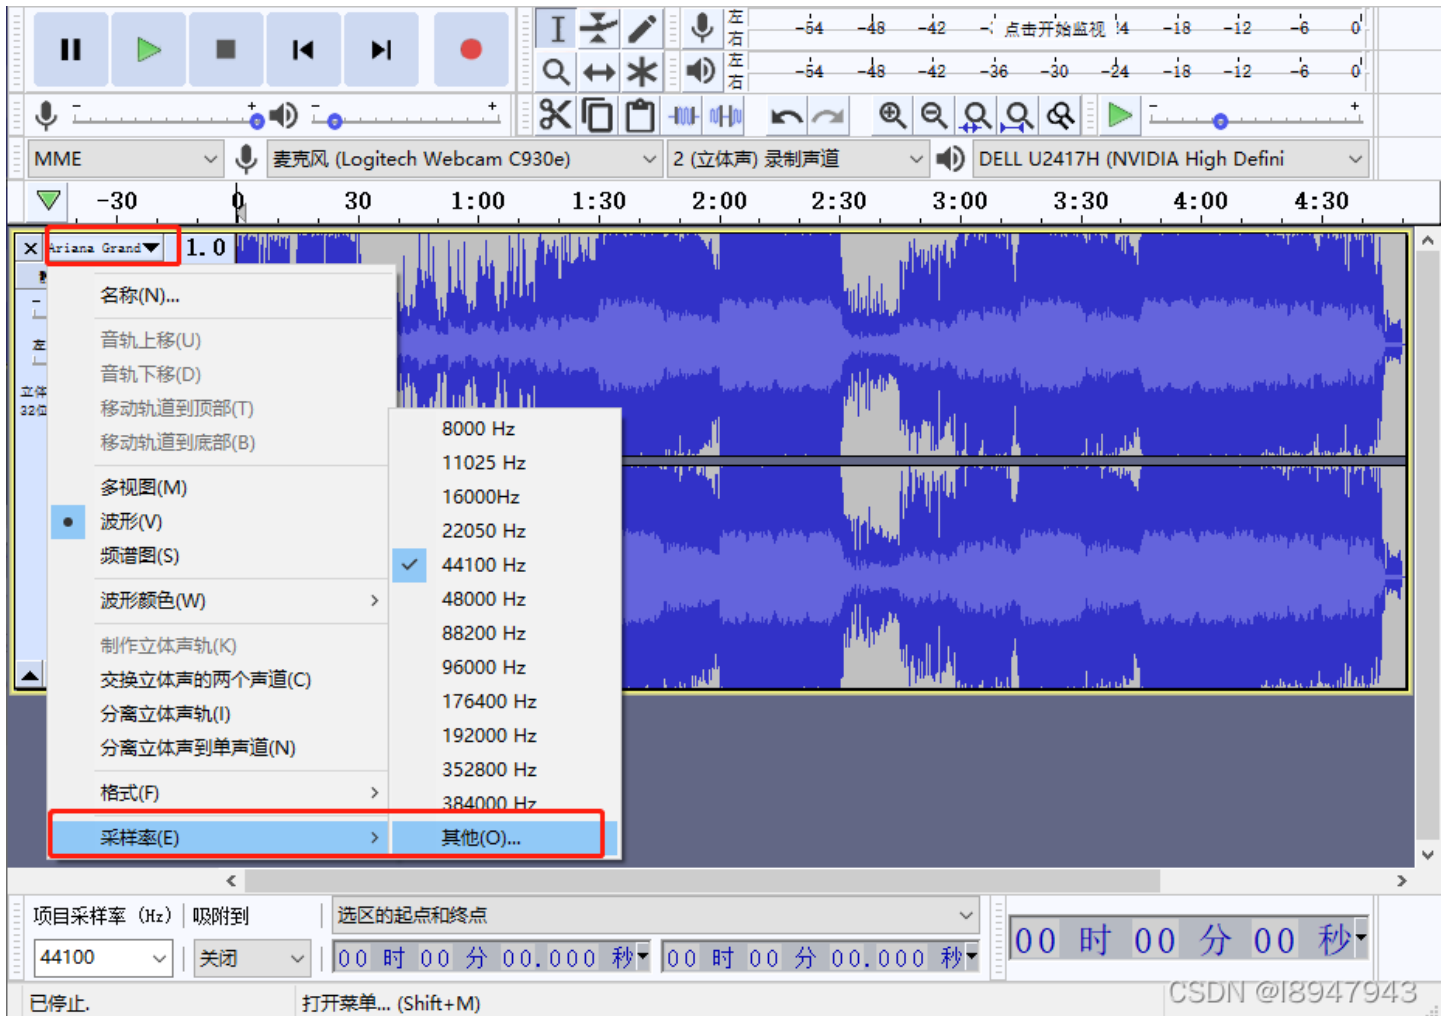 左
右
-54 -48 -42 点击开始监视 -18 -12 -6 0
左
右
-54 -48 -42 -36 -30 -24 -18 -12 -6 0
- +
- +
- +
MME 麦克风 (Logitech Webcam C930e) 2 (立体声) 录制声道 DELL U2417H (NVIDIA High Defini
-30 0 30 1:00 1:30 2:00 2:30 3:00 3:30 4:00 4:30
Ariana Grand 1.0
左
立体
32位
名称(N)...
音轨上移(U)
音轨下移(D)
移动轨道到顶部(T)
移动轨道到底部(B)
多视图(M)
波形(V)
频谱图(S)
波形颜色(W)
制作立体声轨(K)
交换立体声的两个声道(C)
分离立体声轨(I)
分离立体声到单声道(N)
格式(F)
采样率(E)
8000 Hz
11025 Hz
16000Hz
22050 Hz
44100 Hz
48000 Hz
88200 Hz
96000 Hz
176400 Hz
192000 Hz
352800 Hz
384000 Hz
其他(O)...
项目采样率 (Hz) 吸附到 选区的起点和终点
44100 关闭 00 时 00 分 00.000 秒 00 时 00 分 00.000 秒
00 时 00 分 00 秒
已停止. 打开菜单... (Shift+M)
CSDN @l8947943